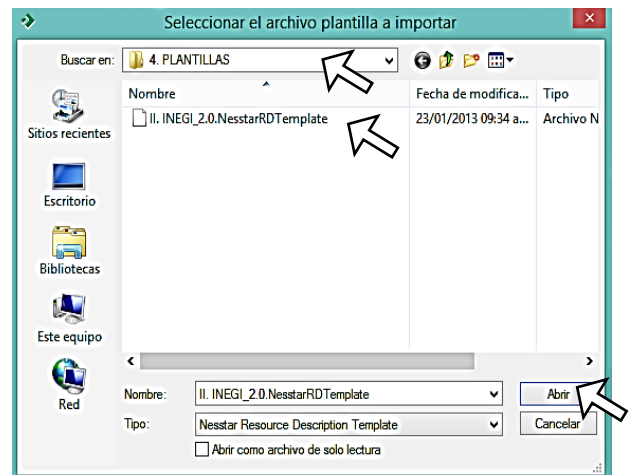 Seleccionar el archivo plantilla a importar
Buscar en: 4. PLANTILLAS
Nombre Fecha de modifica... Tipo
II. INEGI_2.0.NesstarRDTemplate 23/01/2013 09:34 a... Archivo N
Sitios recientes
Escritorio
Bibliotecas
Este equipo
Red
Nombre: II. INEGI_2.0.NesstarRDTemplate Abrir
Tipo: Nesstar Resource Description Template Cancelar
Abrir como archivo de solo lectura